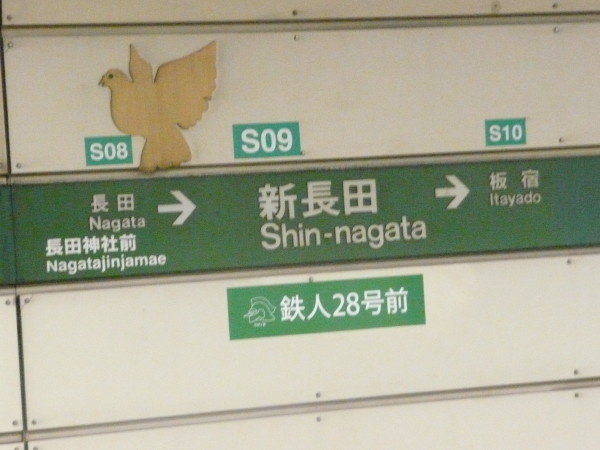 S08
S09
S10
長田
Nagata
長田神社前
Nagatajinjamae
新長田
Shin-nagata
板宿
Itayado
鉄人28号前